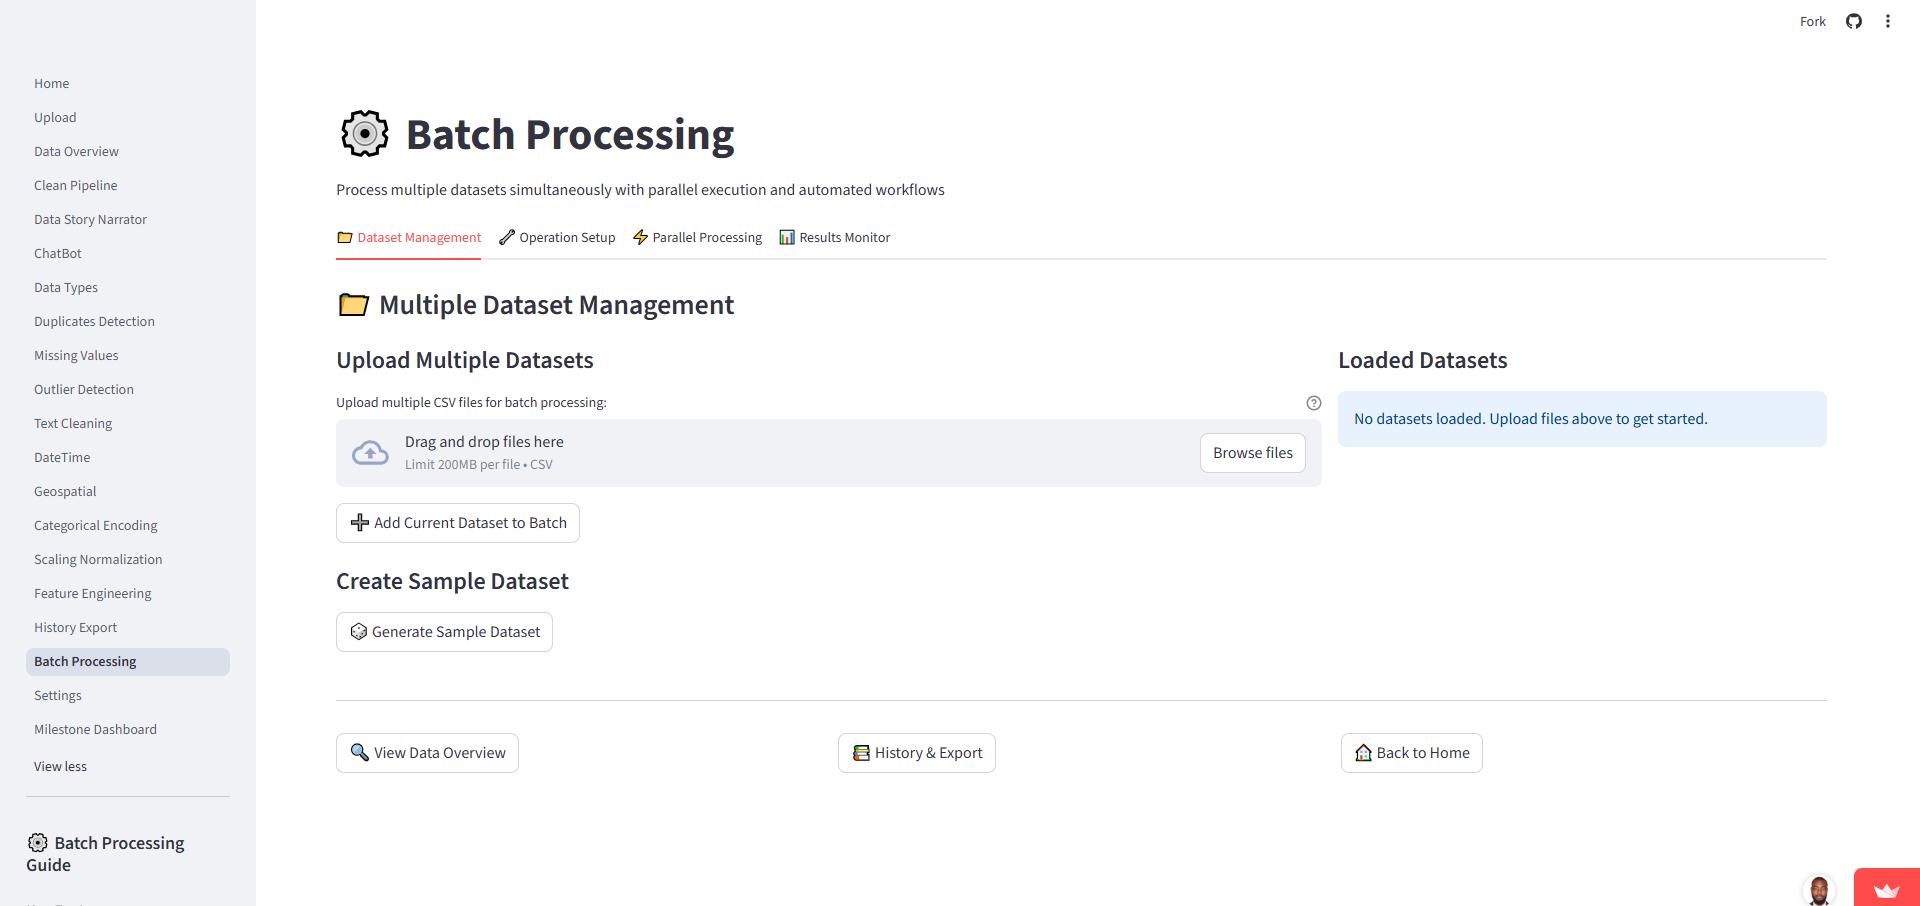 Fork
Home
Upload
Data Overview
Clean Pipeline
Data Story Narrator
ChatBot
Data Types
Duplicates Detection
Missing Values
Outlier Detection
Text Cleaning
DateTime
Geospatial
Categorical Encoding
Scaling Normalization
Feature Engineering
History Export
Batch Processing
Settings
Milestone Dashboard
View less
Batch Processing
Guide
Batch Processing
Process multiple datasets simultaneously with parallel execution and automated workflows
Dataset Management
Operation Setup
Parallel Processing
Results Monitor
Multiple Dataset Management
Upload Multiple Datasets
Upload multiple CSV files for batch processing:
Drag and drop files here
Limit 200MB per file • CSV
Browse files
Add Current Dataset to Batch
Create Sample Dataset
Generate Sample Dataset
Loaded Datasets
No datasets loaded. Upload files above to get started.
View Data Overview
History & Export
Back to Home